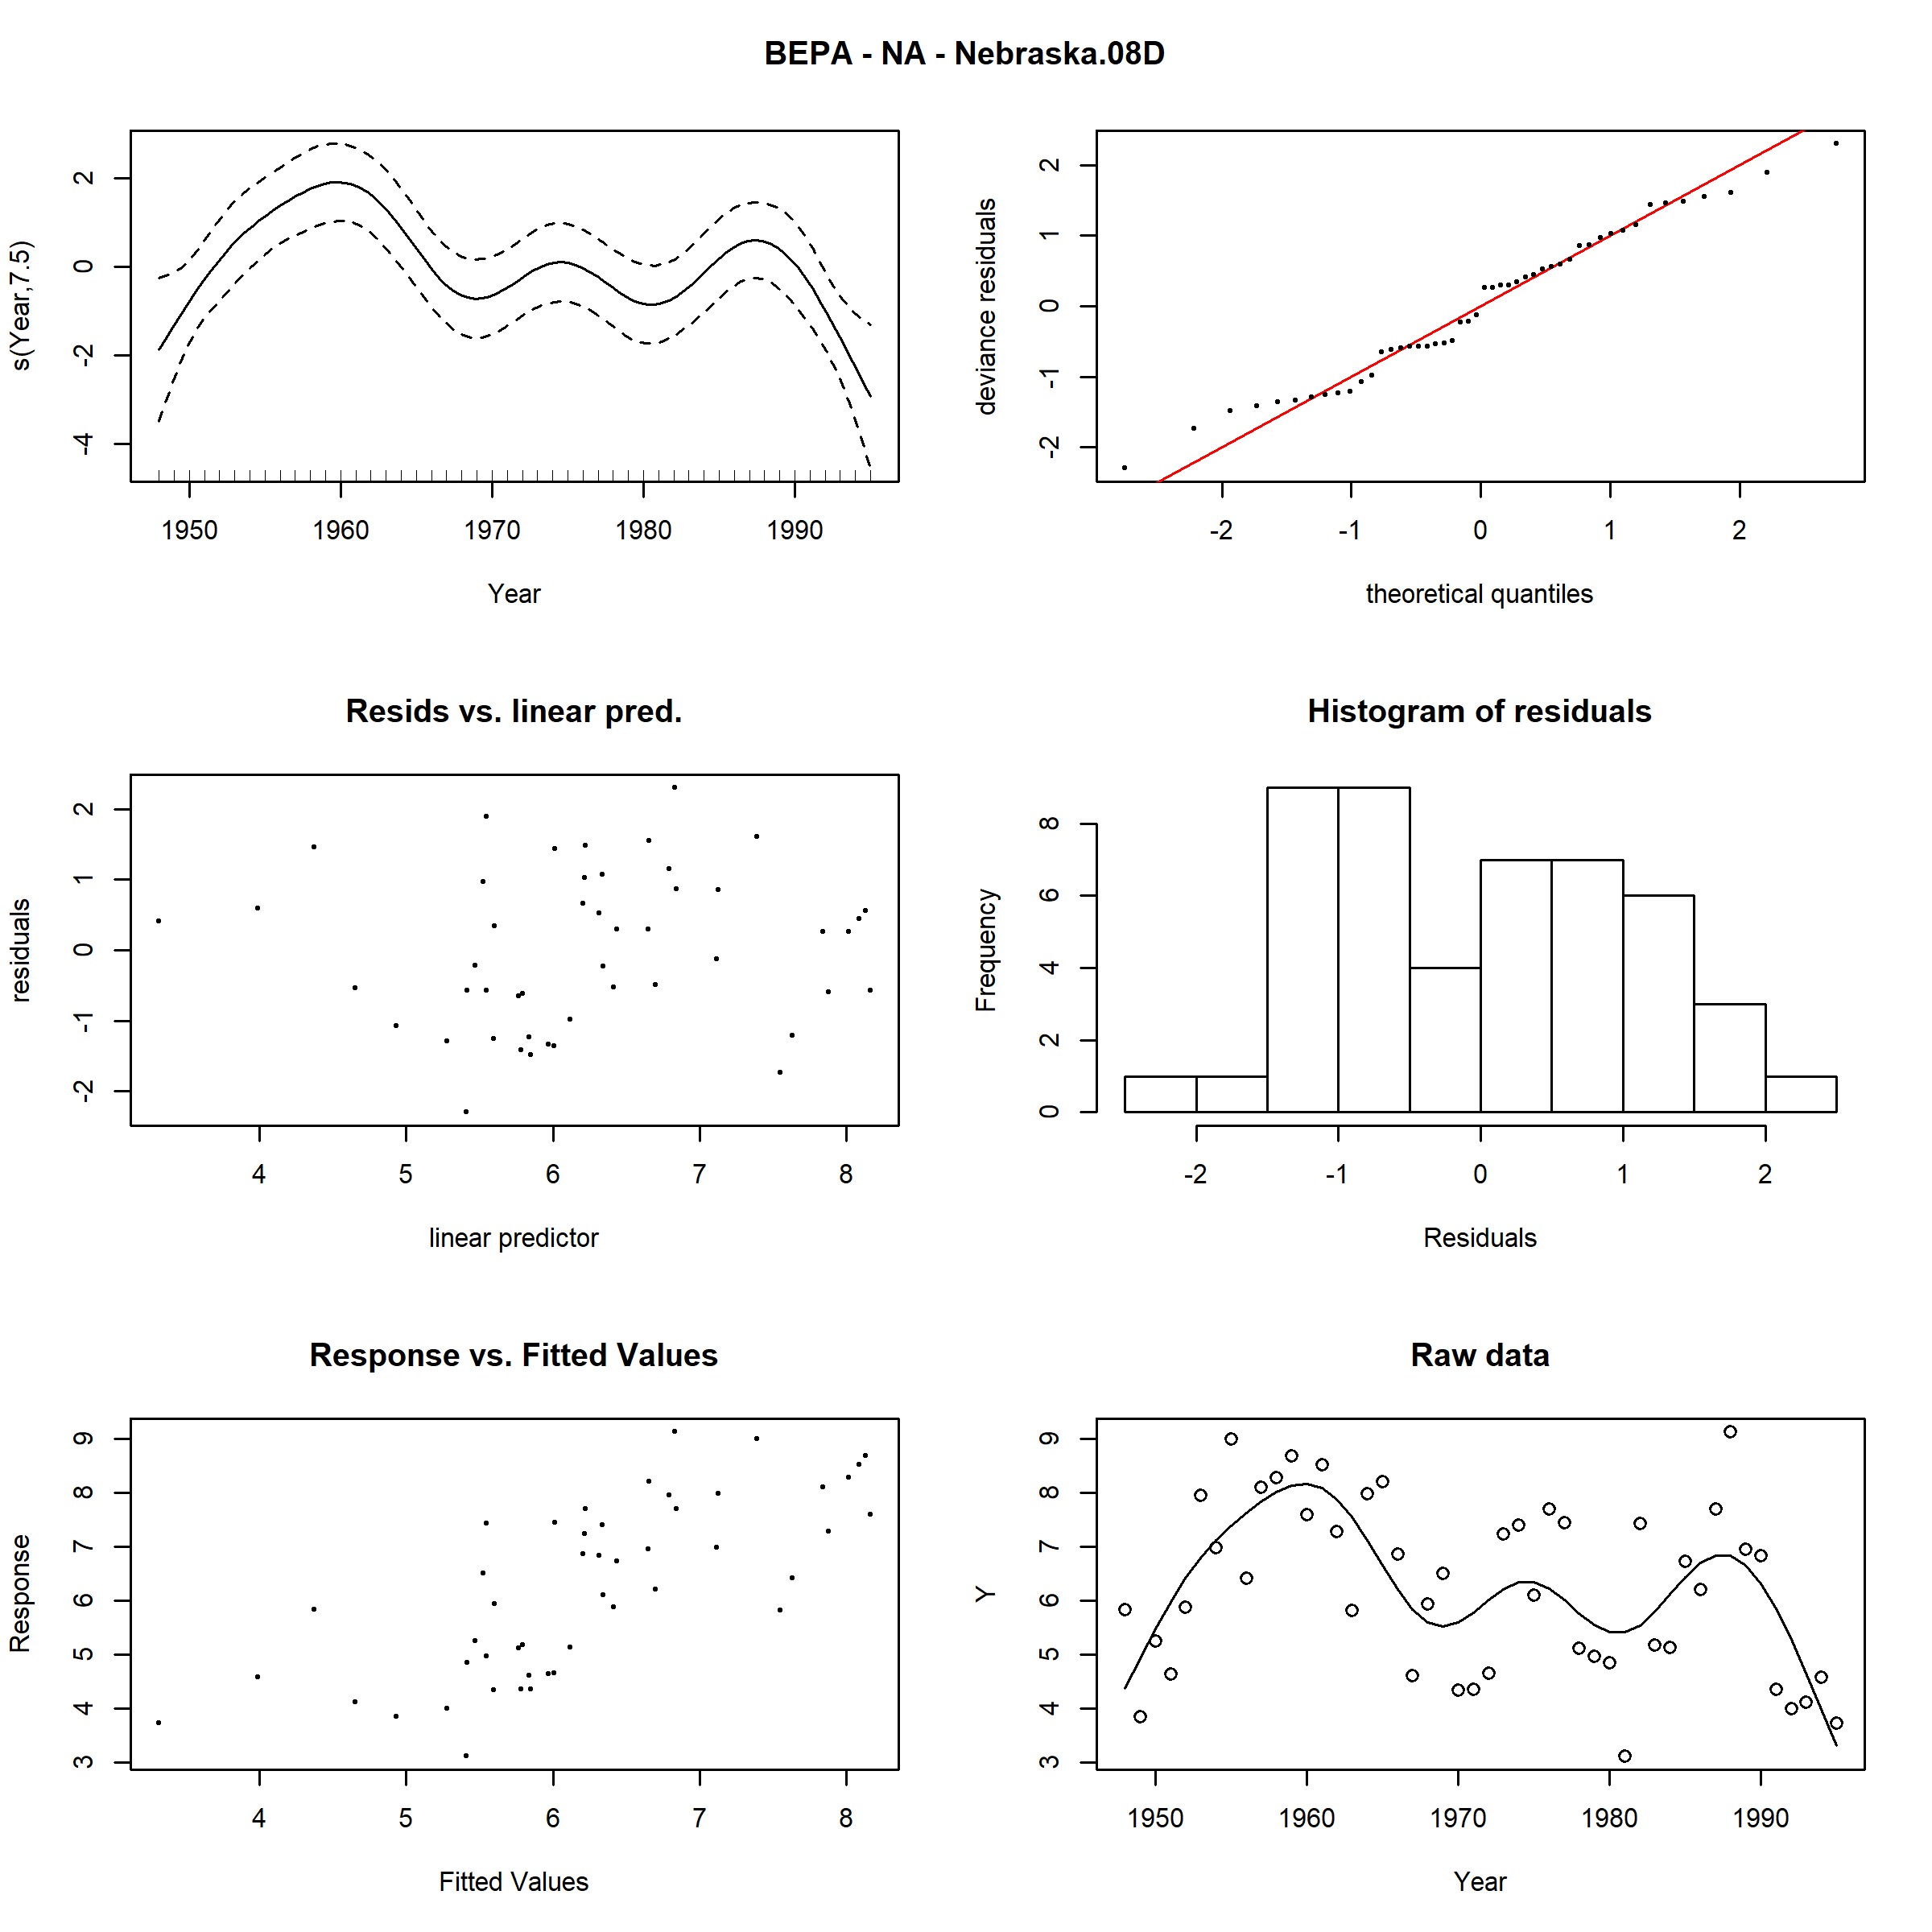 BEPA - NA - Nebraska.08D
s(Year,7.5)
2
0
-2
-4
1950 1960 1970 1980 1990
Year
deviance residuals
2
1
0
-1
-2
-2 -1 0 1 2
theoretical quantiles
Resids vs. linear pred.
residuals
2
1
0
-1
-2
4 5 6 7 8
linear predictor
Histogram of residuals
Frequency
8
6
4
2
0
-2 -1 0 1 2
Residuals
Response vs. Fitted Values
Response
9
8
7
6
5
4
3
4 5 6 7 8
Fitted Values
Raw data
Y
9
8
7
6
5
4
3
1950 1960 1970 1980 1990
Year